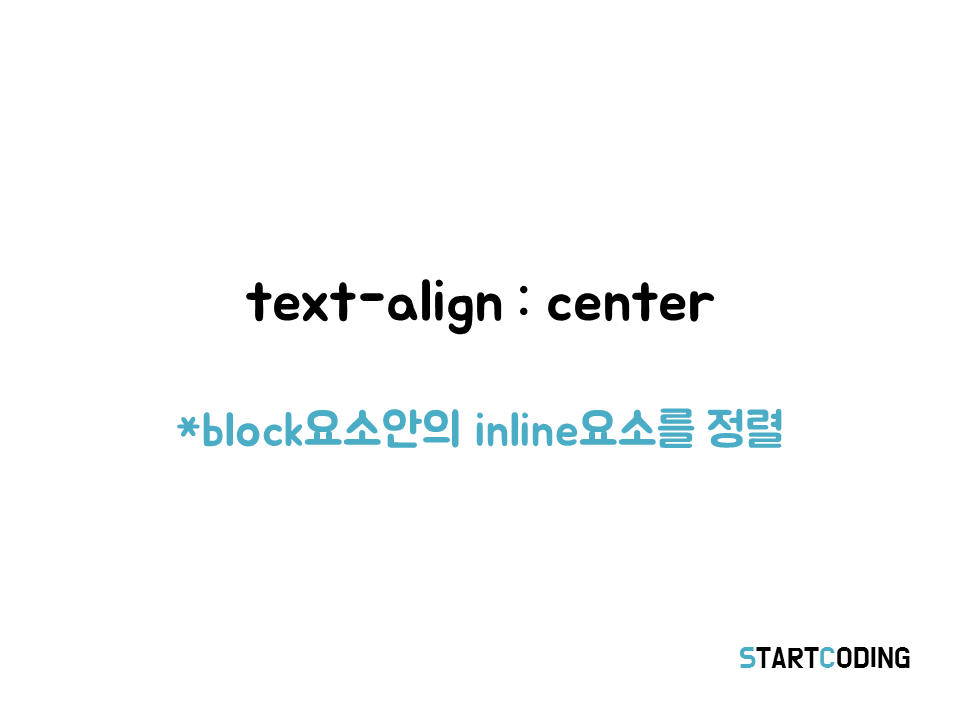 text-align : center
*block요소안의 inline요소를 정렬
STARTCODING